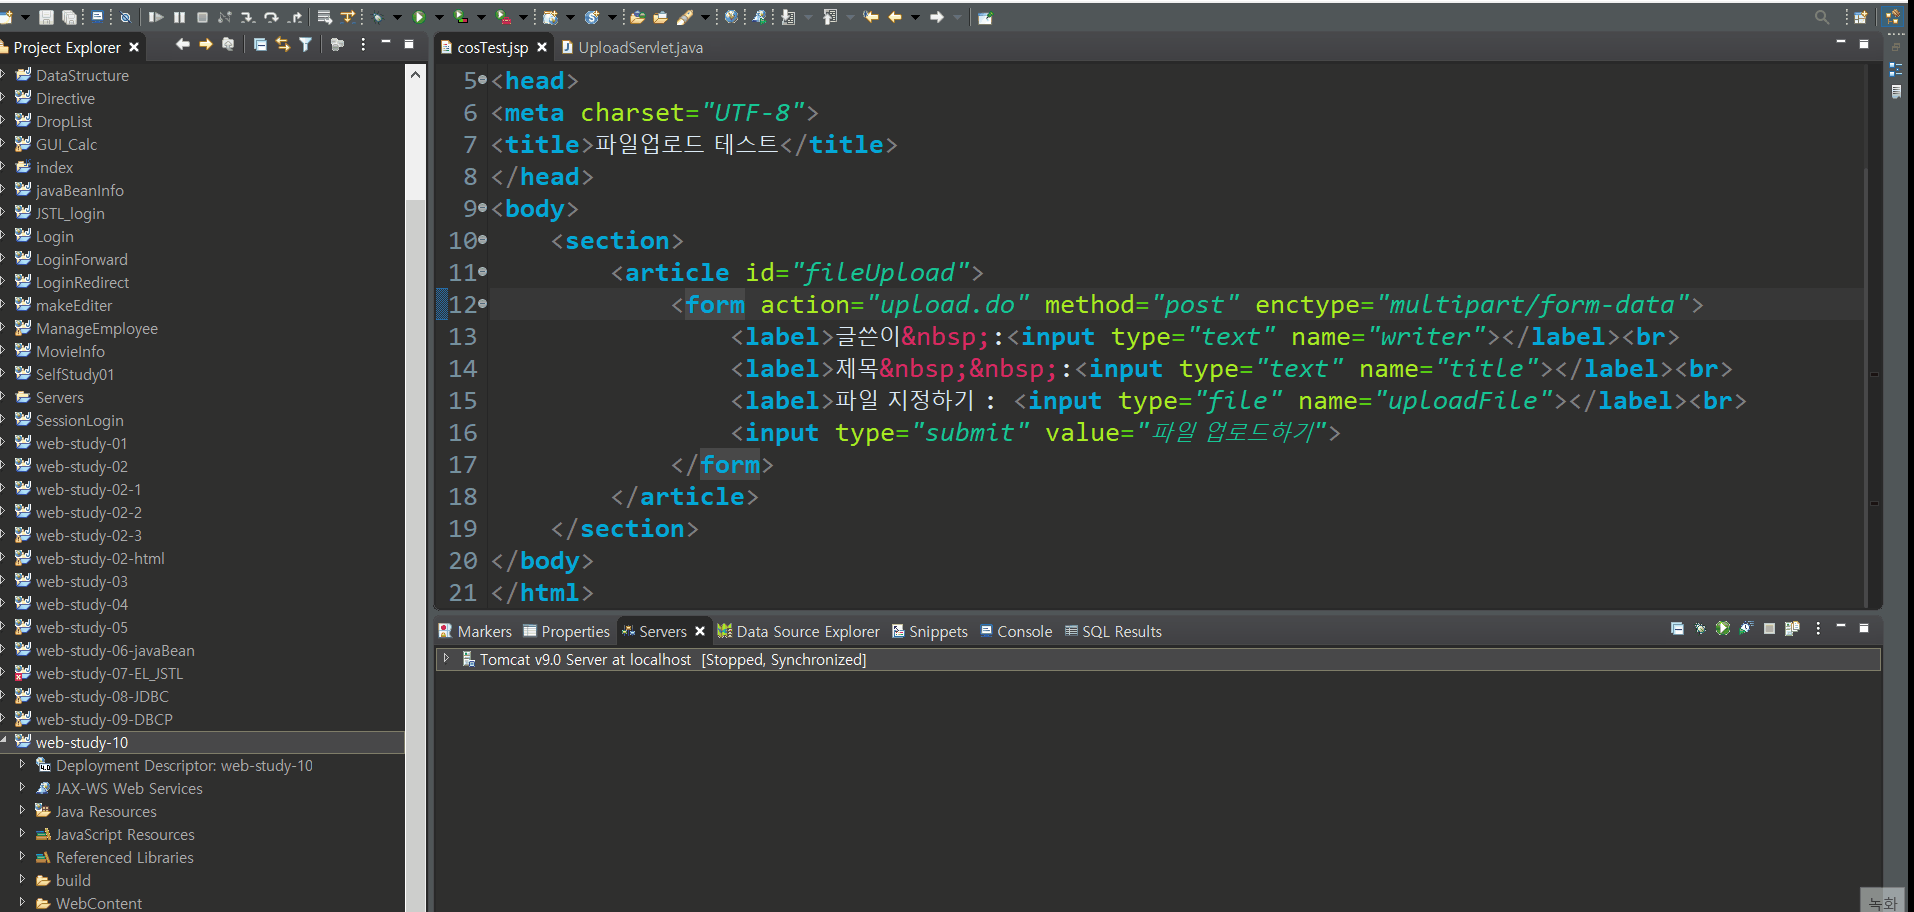 Project Explorer
DataStructure
Directive
DropList
GUI_Calc
index
javaBeanInfo
JSTL_login
Login
LoginForward
LoginRedirect
makeEditer
ManageEmployee
MovieInfo
SelfStudy01
Servers
SessionLogin
web-study-01
web-study-02
web-study-02-1
web-study-02-2
web-study-02-3
web-study-02-html
web-study-03
web-study-04
web-study-05
web-study-06-javaBean
web-study-07-EL_JSTL
web-study-08-JDBC
web-study-09-DBCP
web-study-10
Deployment Descriptor: web-study-10
JAX-WS Web Services
Java Resources
JavaScript Resources
Referenced Libraries
build
WebContent
cosTest.jsp UploadServlet.java
5 <head>
6 <meta charset="UTF-8">
7 <title>파일업로드 테스트</title>
8 </head>
9 <body>
10 <section>
11 <article id="fileUpload">
12 <form action="upload.do" method="post" enctype="multipart/form-data">
13 <label>글쓴이&nbsp;:<input type="text" name="writer"></label><br>
14 <label>제목&nbsp;&nbsp;:<input type="text" name="title"></label><br>
15 <label>파일 지정하기 : <input type="file" name="uploadFile"></label><br>
16 <input type="submit" value="파일 업로드하기">
17 </form>
18 </article>
19 </section>
20 </body>
21 </html>
Markers Properties Servers Data Source Explorer Snippets Console SQL Results
Tomcat v9.0 Server at localhost [Stopped, Synchronized]
녹화